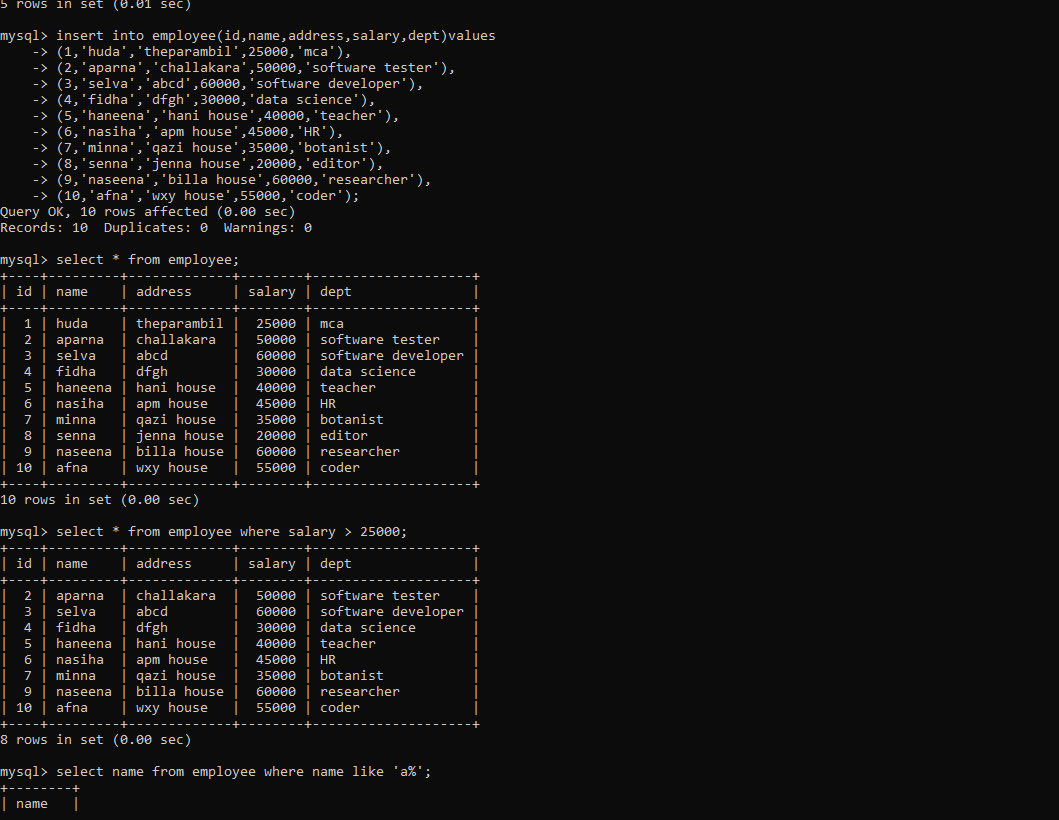 5 rows in set (0.01 sec)

mysql> insert into employee(id,name,address,salary,dept)values
    -> (1,'huda','theparambil',25000,'mca'),
    -> (2,'aparna','challakara',50000,'software tester'),
    -> (3,'selva','abcd',60000,'software developer'),
    -> (4,'fidha','dfgh',30000,'data science'),
    -> (5,'haneena','hani house',40000,'teacher'),
    -> (6,'nasiha','apm house',45000,'HR'),
    -> (7,'minna','qazi house',35000,'botanist'),
    -> (8,'senna','jenna house',20000,'editor'),
    -> (9,'naseena','billa house',60000,'researcher'),
    -> (10,'afna','wxy house',55000,'coder');
Query OK, 10 rows affected (0.00 sec)
Records: 10  Duplicates: 0  Warnings: 0

mysql> select * from employee;
+----+---------+-------------+--------+--------------------+
| id | name    | address     | salary | dept               |
+----+---------+-------------+--------+--------------------+
|  1 | huda    | theparambil |  25000 | mca                |
|  2 | aparna  | challakara  |  50000 | software tester    |
|  3 | selva   | abcd        |  60000 | software developer |
|  4 | fidha   | dfgh        |  30000 | data science       |
|  5 | haneena | hani house  |  40000 | teacher            |
|  6 | nasiha  | apm house   |  45000 | HR                 |
|  7 | minna   | qazi house  |  35000 | botanist           |
|  8 | senna   | jenna house |  20000 | editor             |
|  9 | naseena | billa house |  60000 | researcher         |
| 10 | afna    | wxy house   |  55000 | coder              |
+----+---------+-------------+--------+--------------------+
10 rows in set (0.00 sec)

mysql> select * from employee where salary > 25000;
+----+---------+-------------+--------+--------------------+
| id | name    | address     | salary | dept               |
+----+---------+-------------+--------+--------------------+
|  2 | aparna  | challakara  |  50000 | software tester    |
|  3 | selva   | abcd        |  60000 | software developer |
|  4 | fidha   | dfgh        |  30000 | data science       |
|  5 | haneena | hani house  |  40000 | teacher            |
|  6 | nasiha  | apm house   |  45000 | HR                 |
|  7 | minna   | qazi house  |  35000 | botanist           |
|  9 | naseena | billa house |  60000 | researcher         |
| 10 | afna    | wxy house   |  55000 | coder              |
+----+---------+-------------+--------+--------------------+
8 rows in set (0.00 sec)

mysql> select name from employee where name like 'a%';
+--------+
| name   |